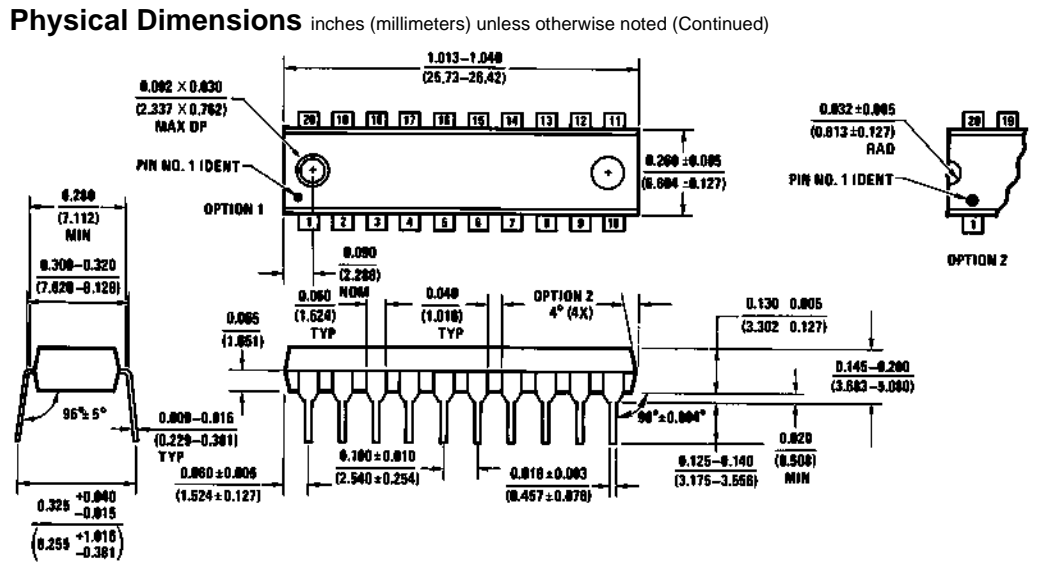 Physical Dimensions inches (millimeters) unless otherwise noted (Continued)
1.013–1.040
(25.73–26.42)
0.092 × 0.030
(2.337 × 0.762)
MAX DP
PIN NO. 1 IDENT
OPTION 1
20 19 18 17 16 15 14 13 12 11
1 2 3 4 5 6 7 8 9 10
0.260 ±0.005
(6.604 ±0.127)
0.032 ±0.005
(0.813 ±0.127)
RAD
PIN NO. 1 IDENT
20 19
1
OPTION 2
0.280
(7.112)
MIN
0.300–0.320
(7.620–8.128)
0.090
(2.286)
NOM
0.060
(1.524)
TYP
0.040
(1.016)
TYP
OPTION 2
4° (4X)
0.065
(1.651)
0.130 0.005
(3.302 0.127)
0.145–0.200
(3.683–5.080)
0.009–0.016
(0.229–0.381)
TYP
0.020
(0.508)
MIN
0.125–0.140
(3.175–3.556)
0.100 ±0.010
(2.540 ±0.254)
0.018 ±0.003
(0.457 ±0.076)
0.060 ±0.005
(1.524 ±0.127)
0.325 +0.040
–0.015
(8.255 +1.016
–0.381)